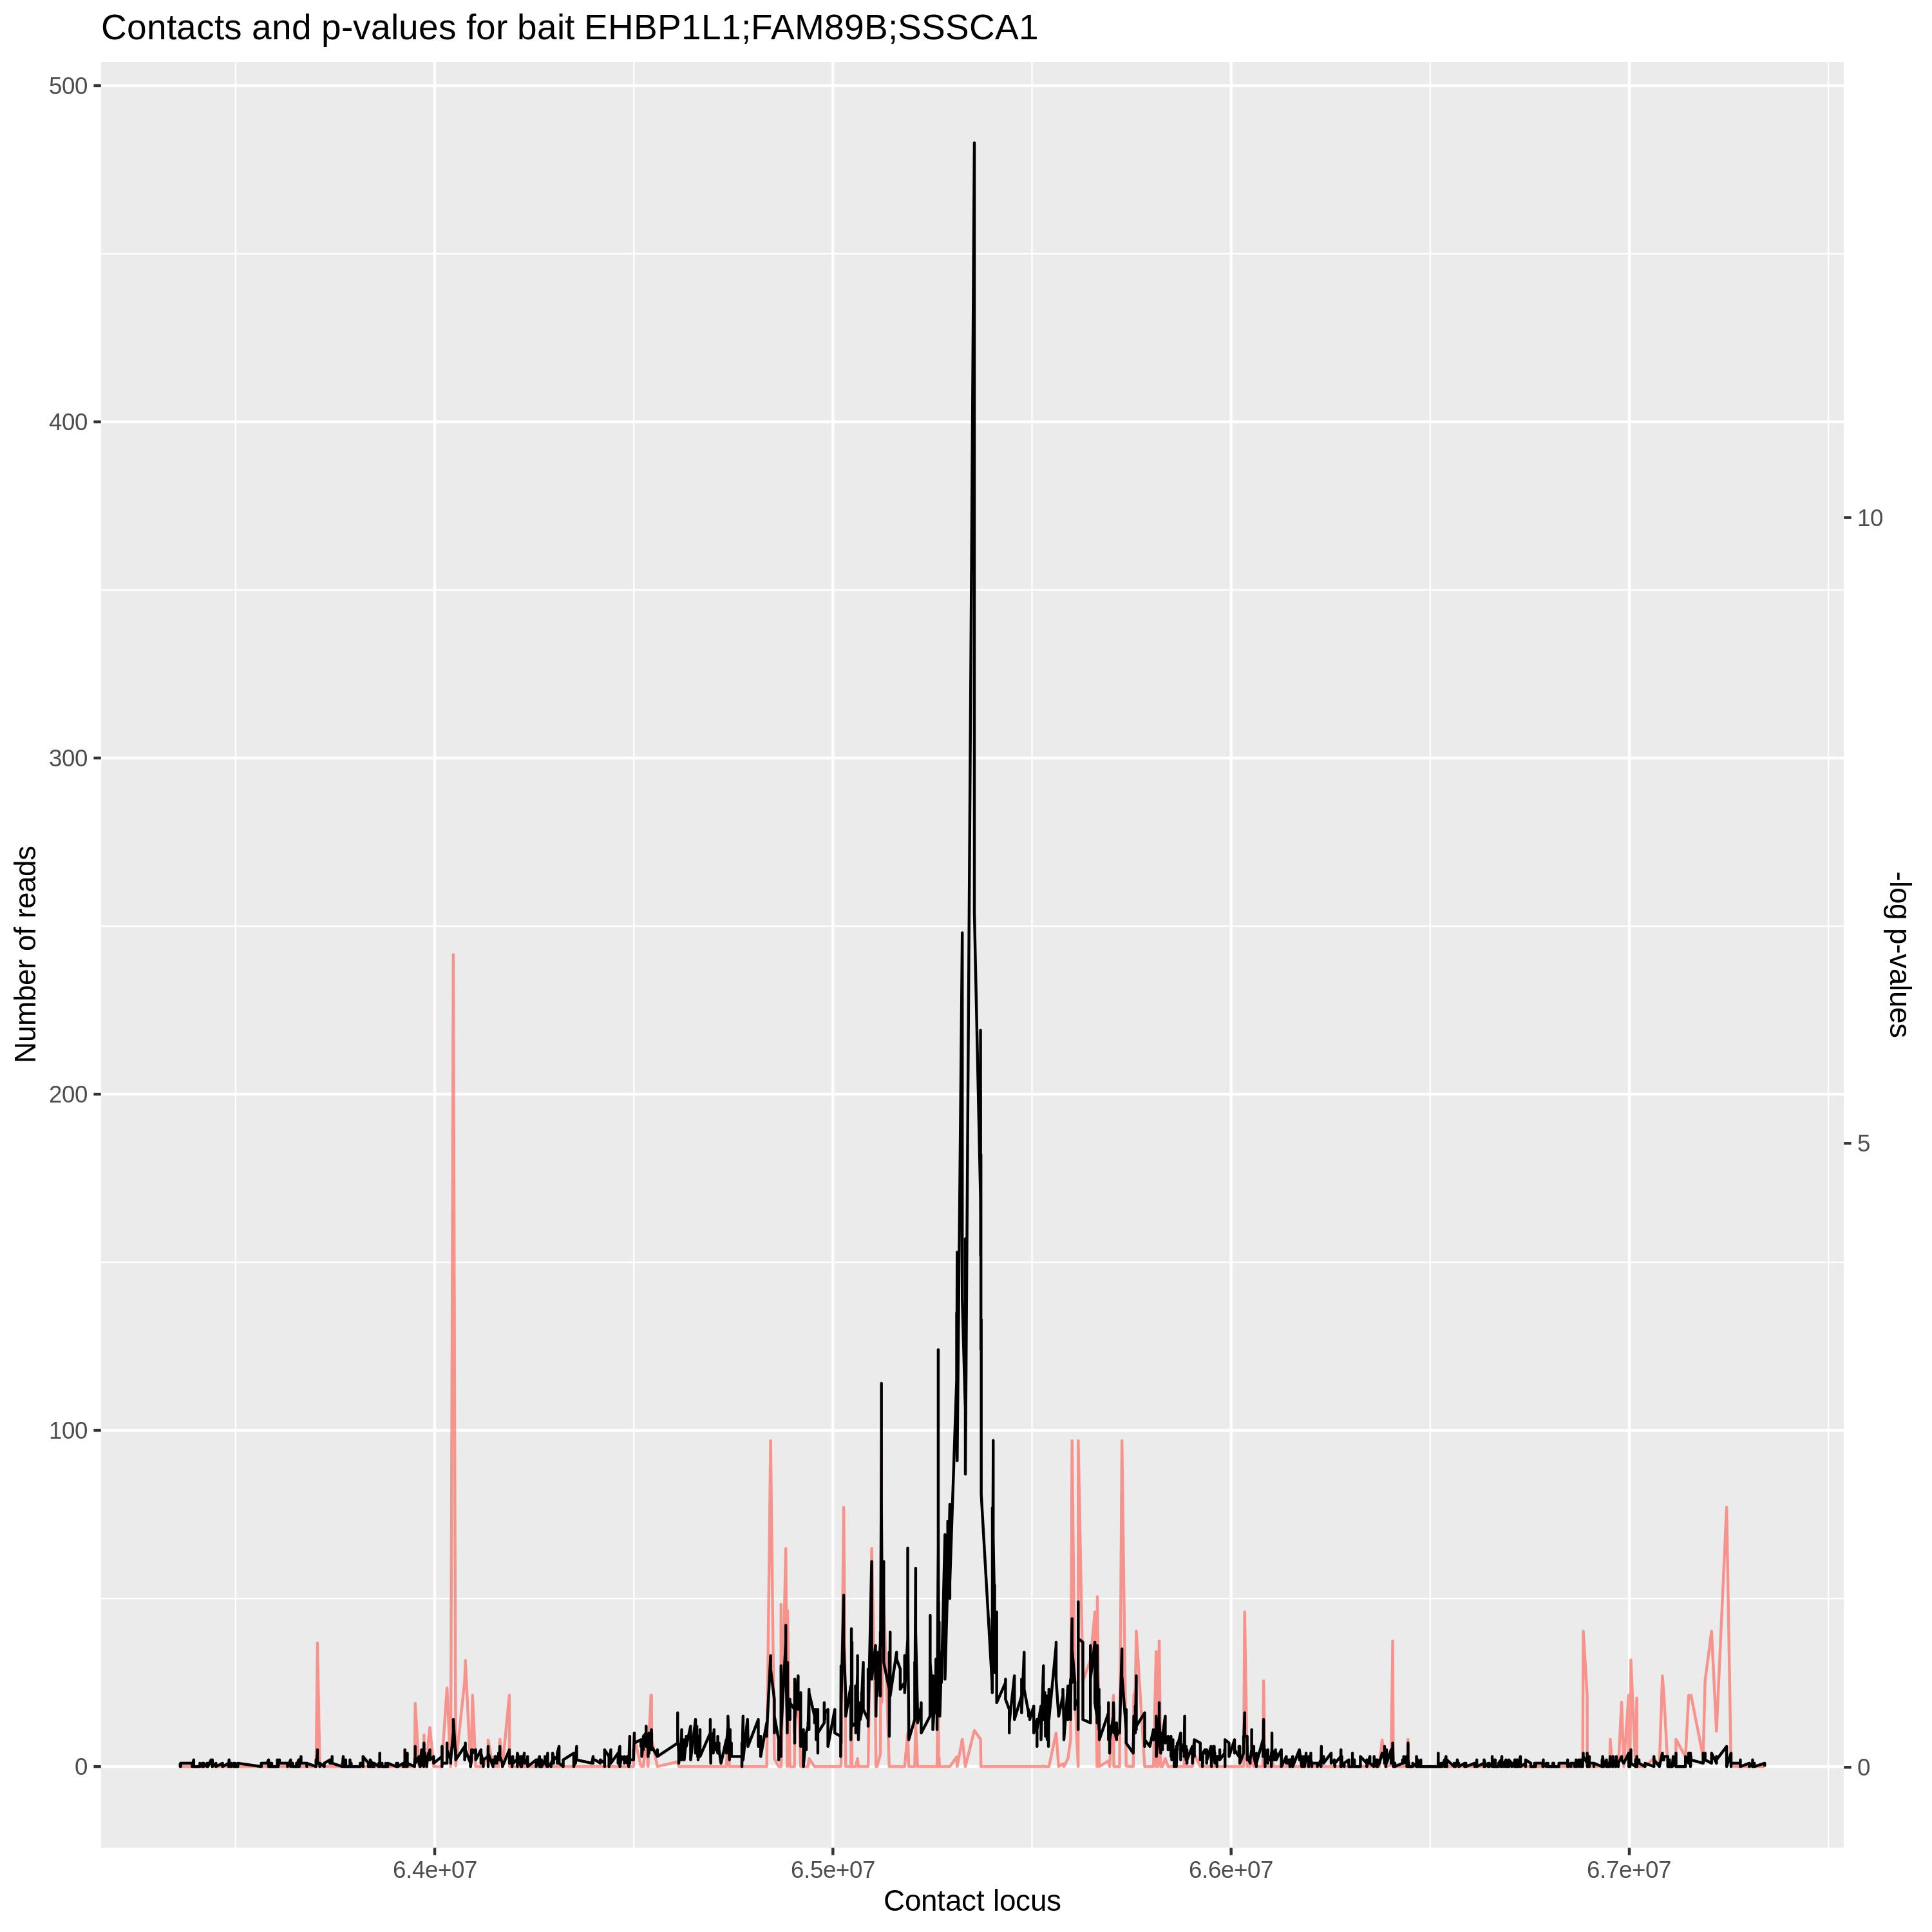 Contacts and p-values for bait EHBP1L1;FAM89B;SSSCA1
500
400
300
200
100
0
Number of reads
10
5
0
-log p-values
6.4e+07
6.5e+07
6.6e+07
6.7e+07
Contact locus